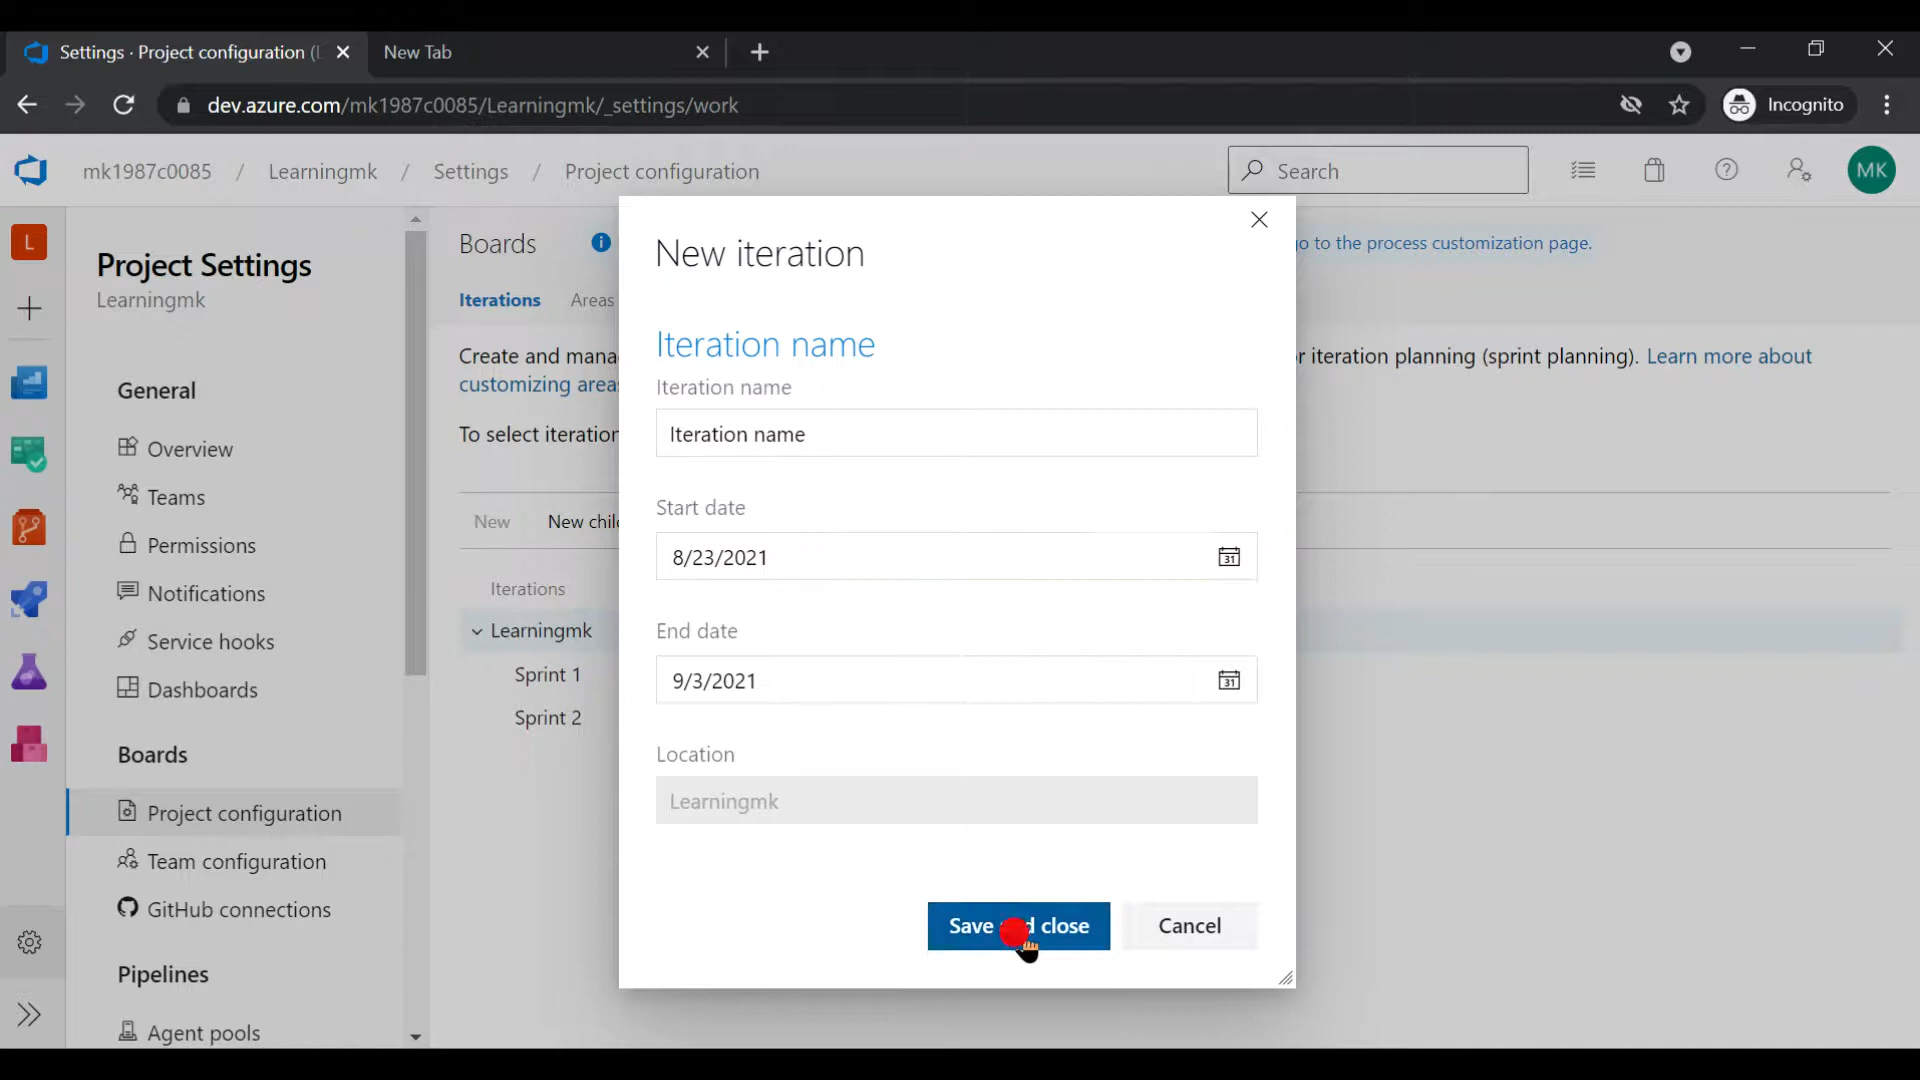 Settings · Project configuration (
New Tab
dev.azure.com/mk1987c0085/Learningmk/_settings/work
Incognito
mk1987c0085 / Learningmk / Settings / Project configuration
Search
MK
L
Project Settings
Learningmk
General
Overview
Teams
Permissions
Notifications
Service hooks
Dashboards
Boards
Project configuration
Team configuration
GitHub connections
Pipelines
Agent pools
Boards
go to the process customization page.
Iterations Areas
Create and mana
r iteration planning (sprint planning). Learn more about
customizing areas
To select iteration
New New chil
Iterations
Learningmk
Sprint 1
Sprint 2
New iteration
Iteration name
Iteration name
Iteration name
Start date
8/23/2021
31
End date
9/3/2021
31
Location
Learningmk
Save d close
Cancel